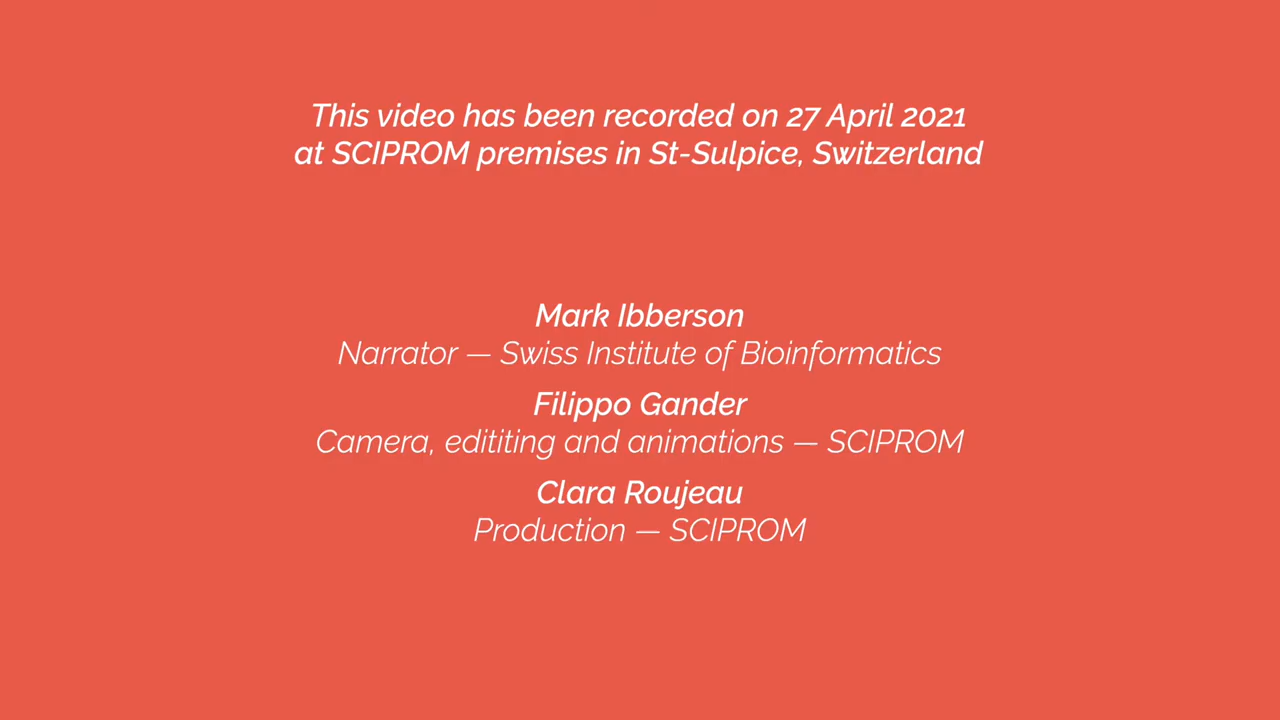 This video has been recorded on 27 April 2021
at SCIPROM premises in St-Sulpice, Switzerland
Mark Ibberson
Narrator — Swiss Institute of Bioinformatics
Filippo Gander
Camera, edititing and animations — SCIPROM
Clara Roujeau
Production — SCIPROM